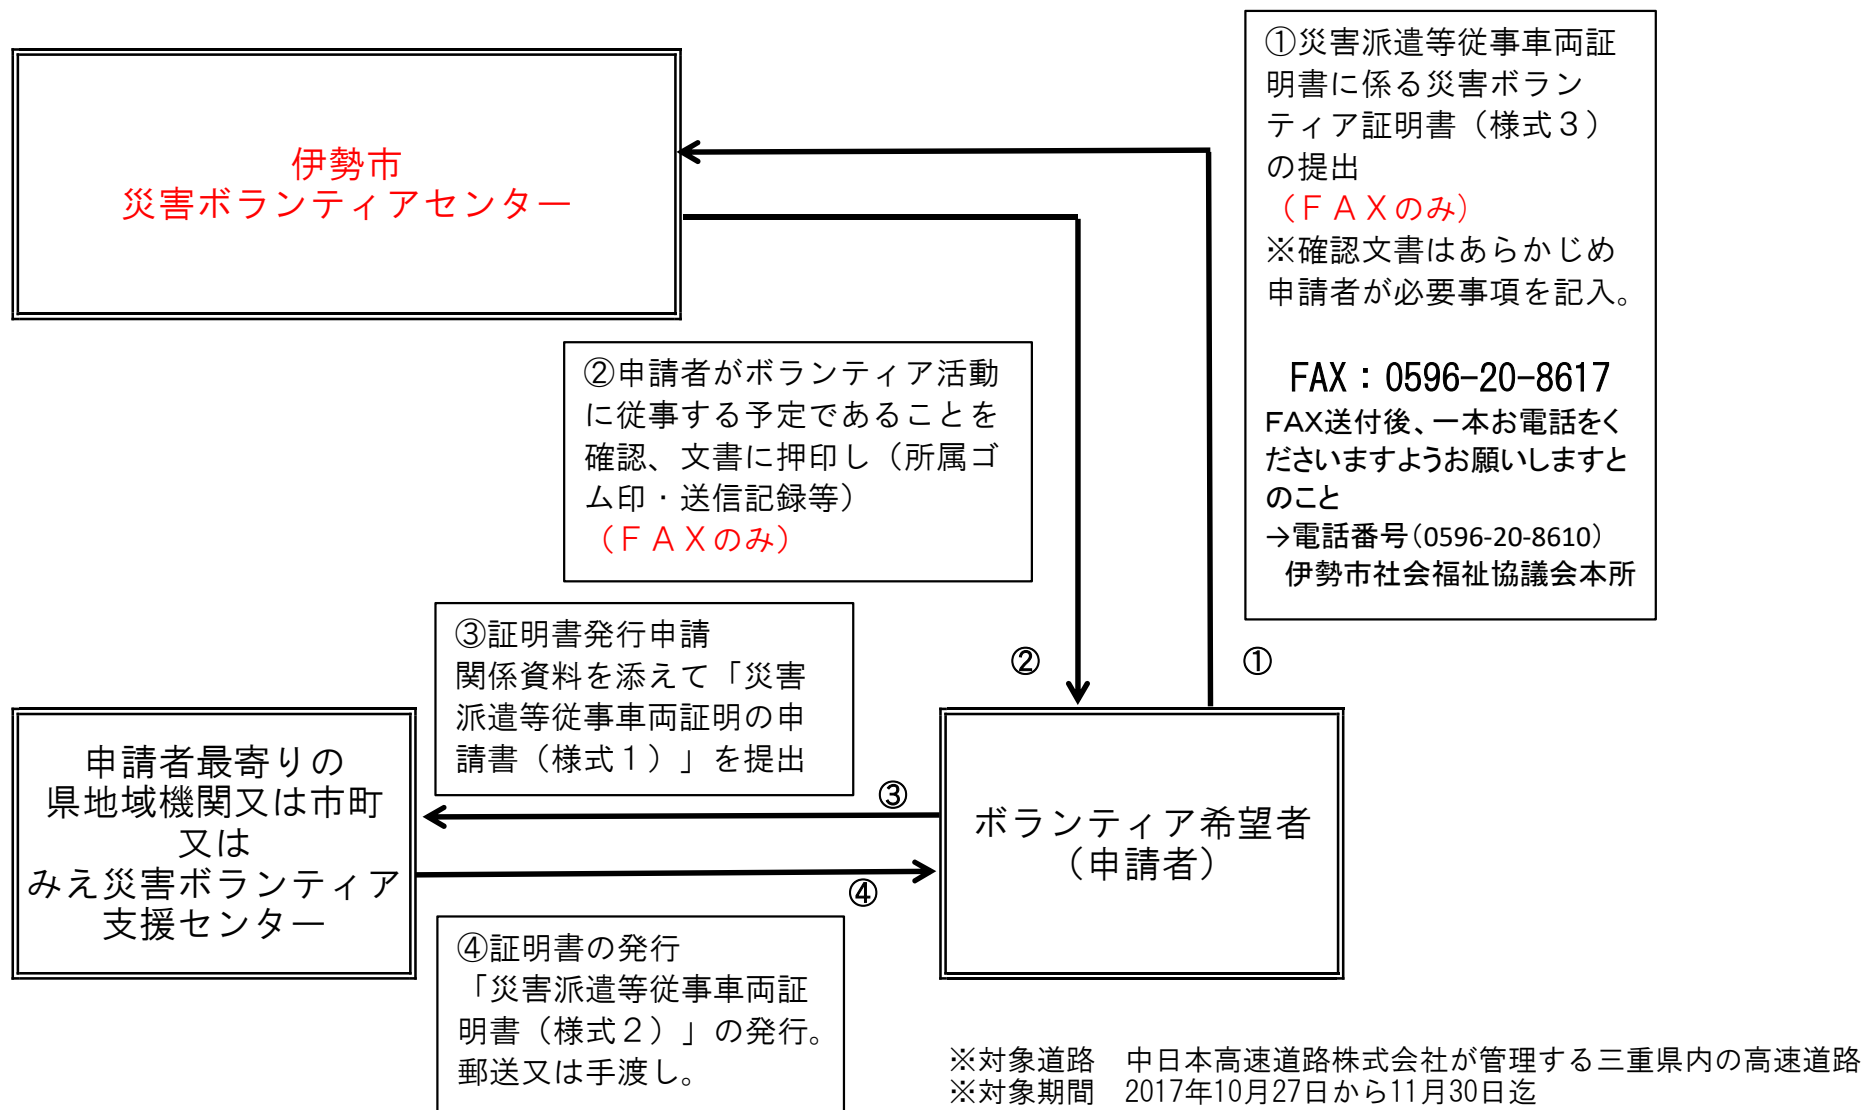 伊勢市
災害ボランティアセンター
①災害派遣等従事車両証
明書に係る災害ボラン
ティア証明書（様式３）
の提出
（ＦＡＸのみ）
※確認文書はあらかじめ
申請者が必要事項を記入。
FAX：0596-20-8617
FAX送付後、一本お電話をく
ださいますようお願いしますと
のこと
→電話番号（0596-20-8610）
伊勢市社会福祉協議会本所
②申請者がボランティア活動
に従事する予定であることを
確認、文書に押印し（所属ゴ
ム印・送信記録等）
（ＦＡＸのみ）
②
①
③証明書発行申請
関係資料を添えて「災害
派遣等従事車両証明の申
請書（様式１）」を提出
③
申請者最寄りの
県地域機関又は市町
又は
みえ災害ボランティア
支援センター
ボランティア希望者
（申請者）
④
④証明書の発行
「災害派遣等従事車両証
明書（様式２）」の発行。
郵送又は手渡し。
※対象道路　中日本高速道路株式会社が管理する三重県内の高速道路
※対象期間　2017年10月27日から11月30日迄